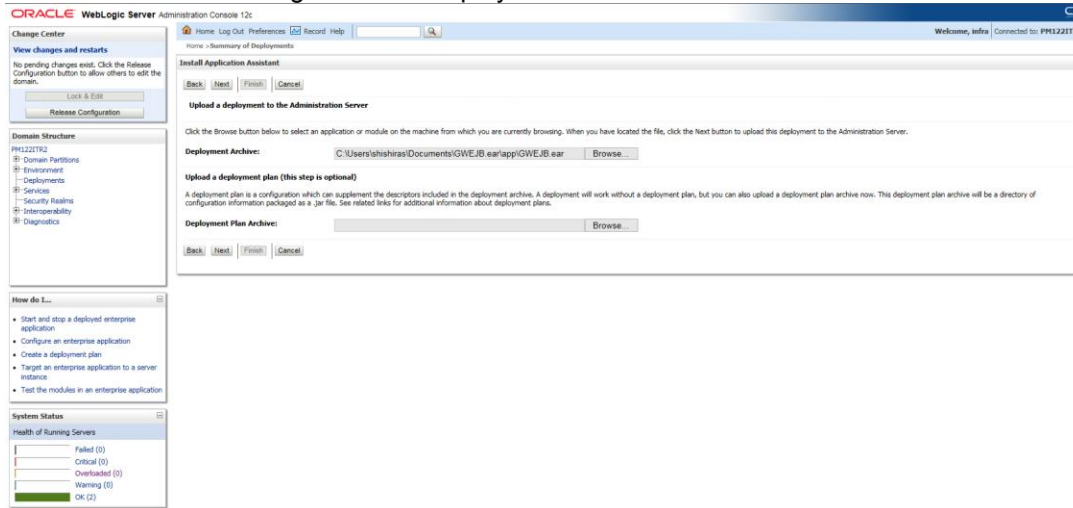 ORACLE WebLogic Server Administration Console 12c
Change Center
View changes and restarts
No pending changes exist. Click the Release
Configuration button to allow others to edit the
domain.
Lock & Edit
Release Configuration
Domain Structure
PM122ITR2
Domain Partitions
Environment
Deployments
Services
Security Realms
Interoperability
Diagnostics
How do I...
Start and stop a deployed enterprise
application
Configure an enterprise application
Create a deployment plan
Target an enterprise application to a server
instance
Test the modules in an enterprise application
System Status
Health of Running Servers
Failed (0)
Critical (0)
Overloaded (0)
Warning (0)
OK (2)
Home Log Out Preferences Record Help
Welcome, infra Connected to: PM122IT
Home >Summary of Deployments
Install Application Assistant
Back Next Finish Cancel
Upload a deployment to the Administration Server
Click the Browse button below to select an application or module on the machine from which you are currently browsing. When you have located the file, click the Next button to upload this deployment to the Administration Server.
Deployment Archive: C:\Users\shishiras\Documents\GWEJB.ear\app\GWEJB.ear Browse...
Upload a deployment plan (this step is optional)
A deployment plan is a configuration which can supplement the descriptors included in the deployment archive. A deployment will work without a deployment plan, but you can also upload a deployment plan archive now. This deployment plan archive will be a directory of
configuration information packaged as a .jar file. See related links for additional information about deployment plans.
Deployment Plan Archive: Browse...
Back Next Finish Cancel